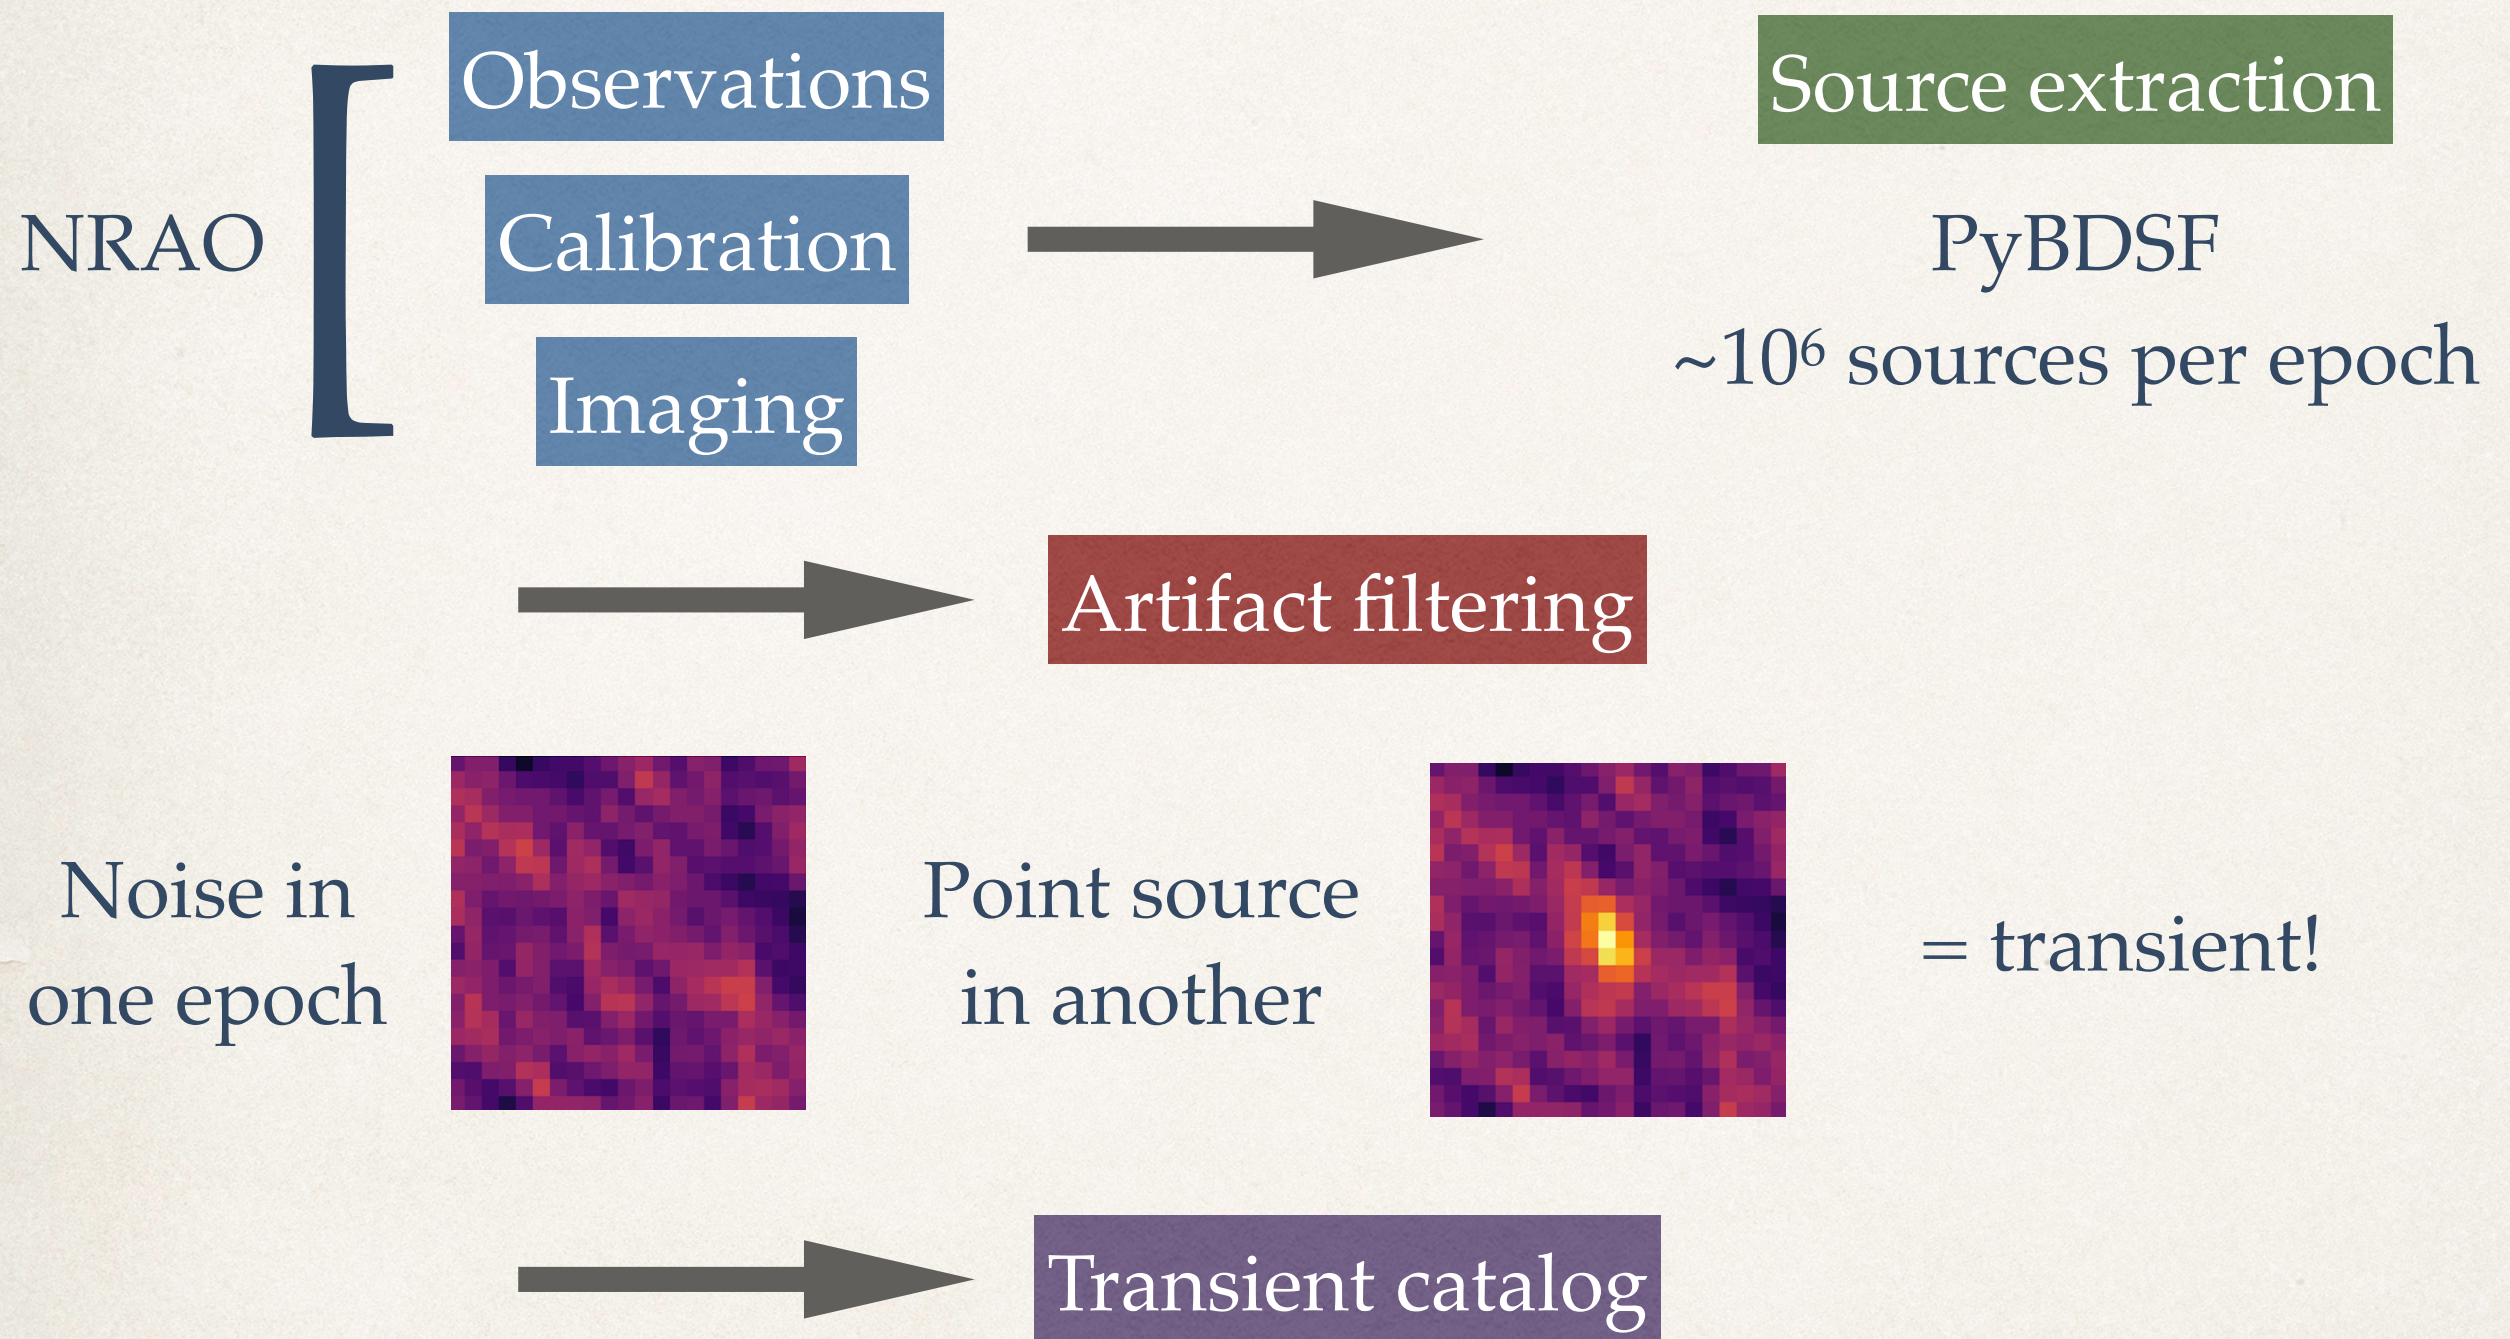 NRAO
Observations
Calibration
Imaging
Source extraction
PyBDSF
~10⁶ sources per epoch
Artifact filtering
Noise in
one epoch
Point source
in another
= transient!
Transient catalog